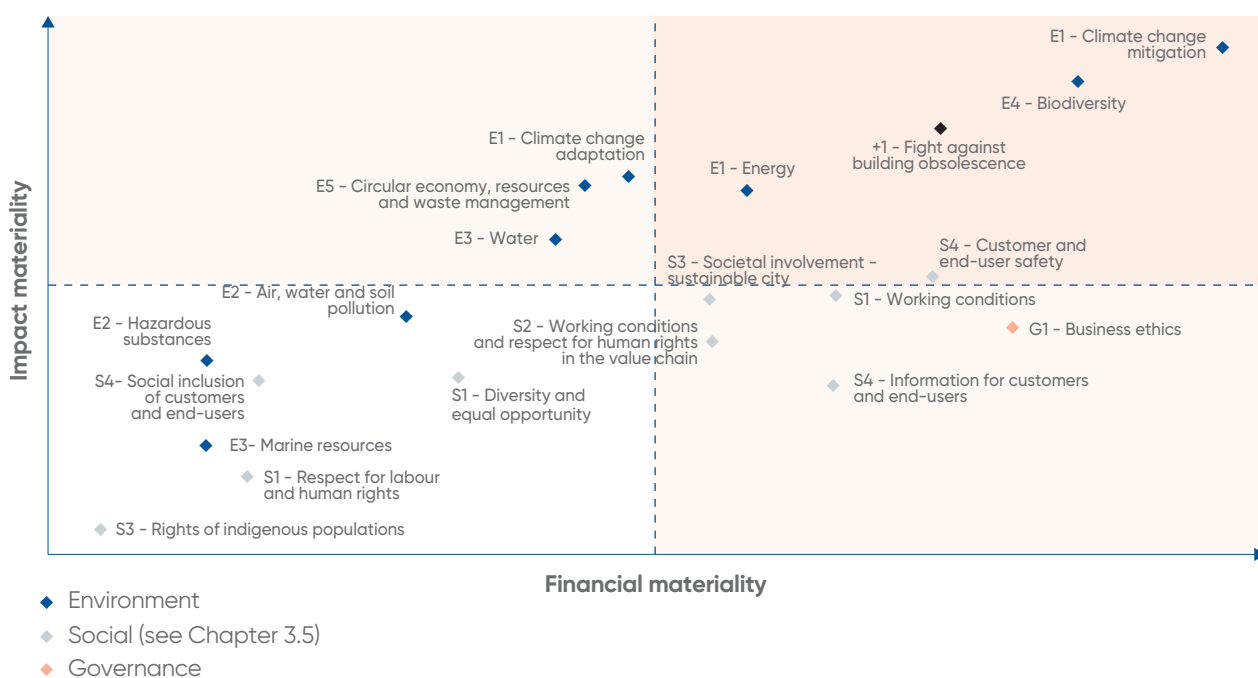 E1 - Climate change
mitigation
E4 - Biodiversity
+1 - Fight against
building obsolescence
E1 - Climate change
adaptation
E1 - Energy
E5 - Circular economy, resources
and waste management
E3 - Water
S4 - Customer and
end-user safety
S3 - Societal involvement -
sustainable city
E2 - Air, water and soil
pollution
S1 - Working conditions
E2 - Hazardous
substances
S2 - Working conditions
and respect for human rights
in the value chain
G1 - Business ethics
S4- Social inclusion
of customers
and end-users
S1 - Diversity and
equal opportunity
S4 - Information for customers
and end-users
E3- Marine resources
S1 - Respect for labour
and human rights
S3 - Rights of indigenous populations
Impact materiality
Financial materiality
Environment
Social (see Chapter 3.5)
Governance